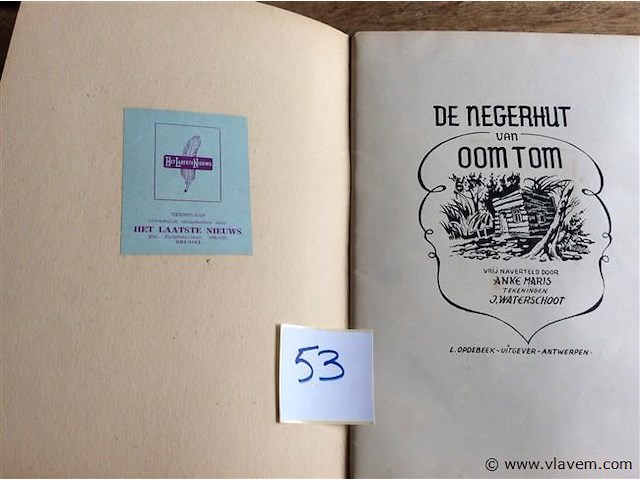 HET LAATSTE NIEUWS
HET LAATSTE NIEUWS
BRUSSEL
53
DE NEGERHUT
van
OOM TOM
VRIJ NAVERTELD DOOR
ANKE MARIS
TEKENINGEN
J. WATERSCHOOT
L. OPDEBEEK - UITGEVER - ANTWERPEN.
© www.vlavem.com